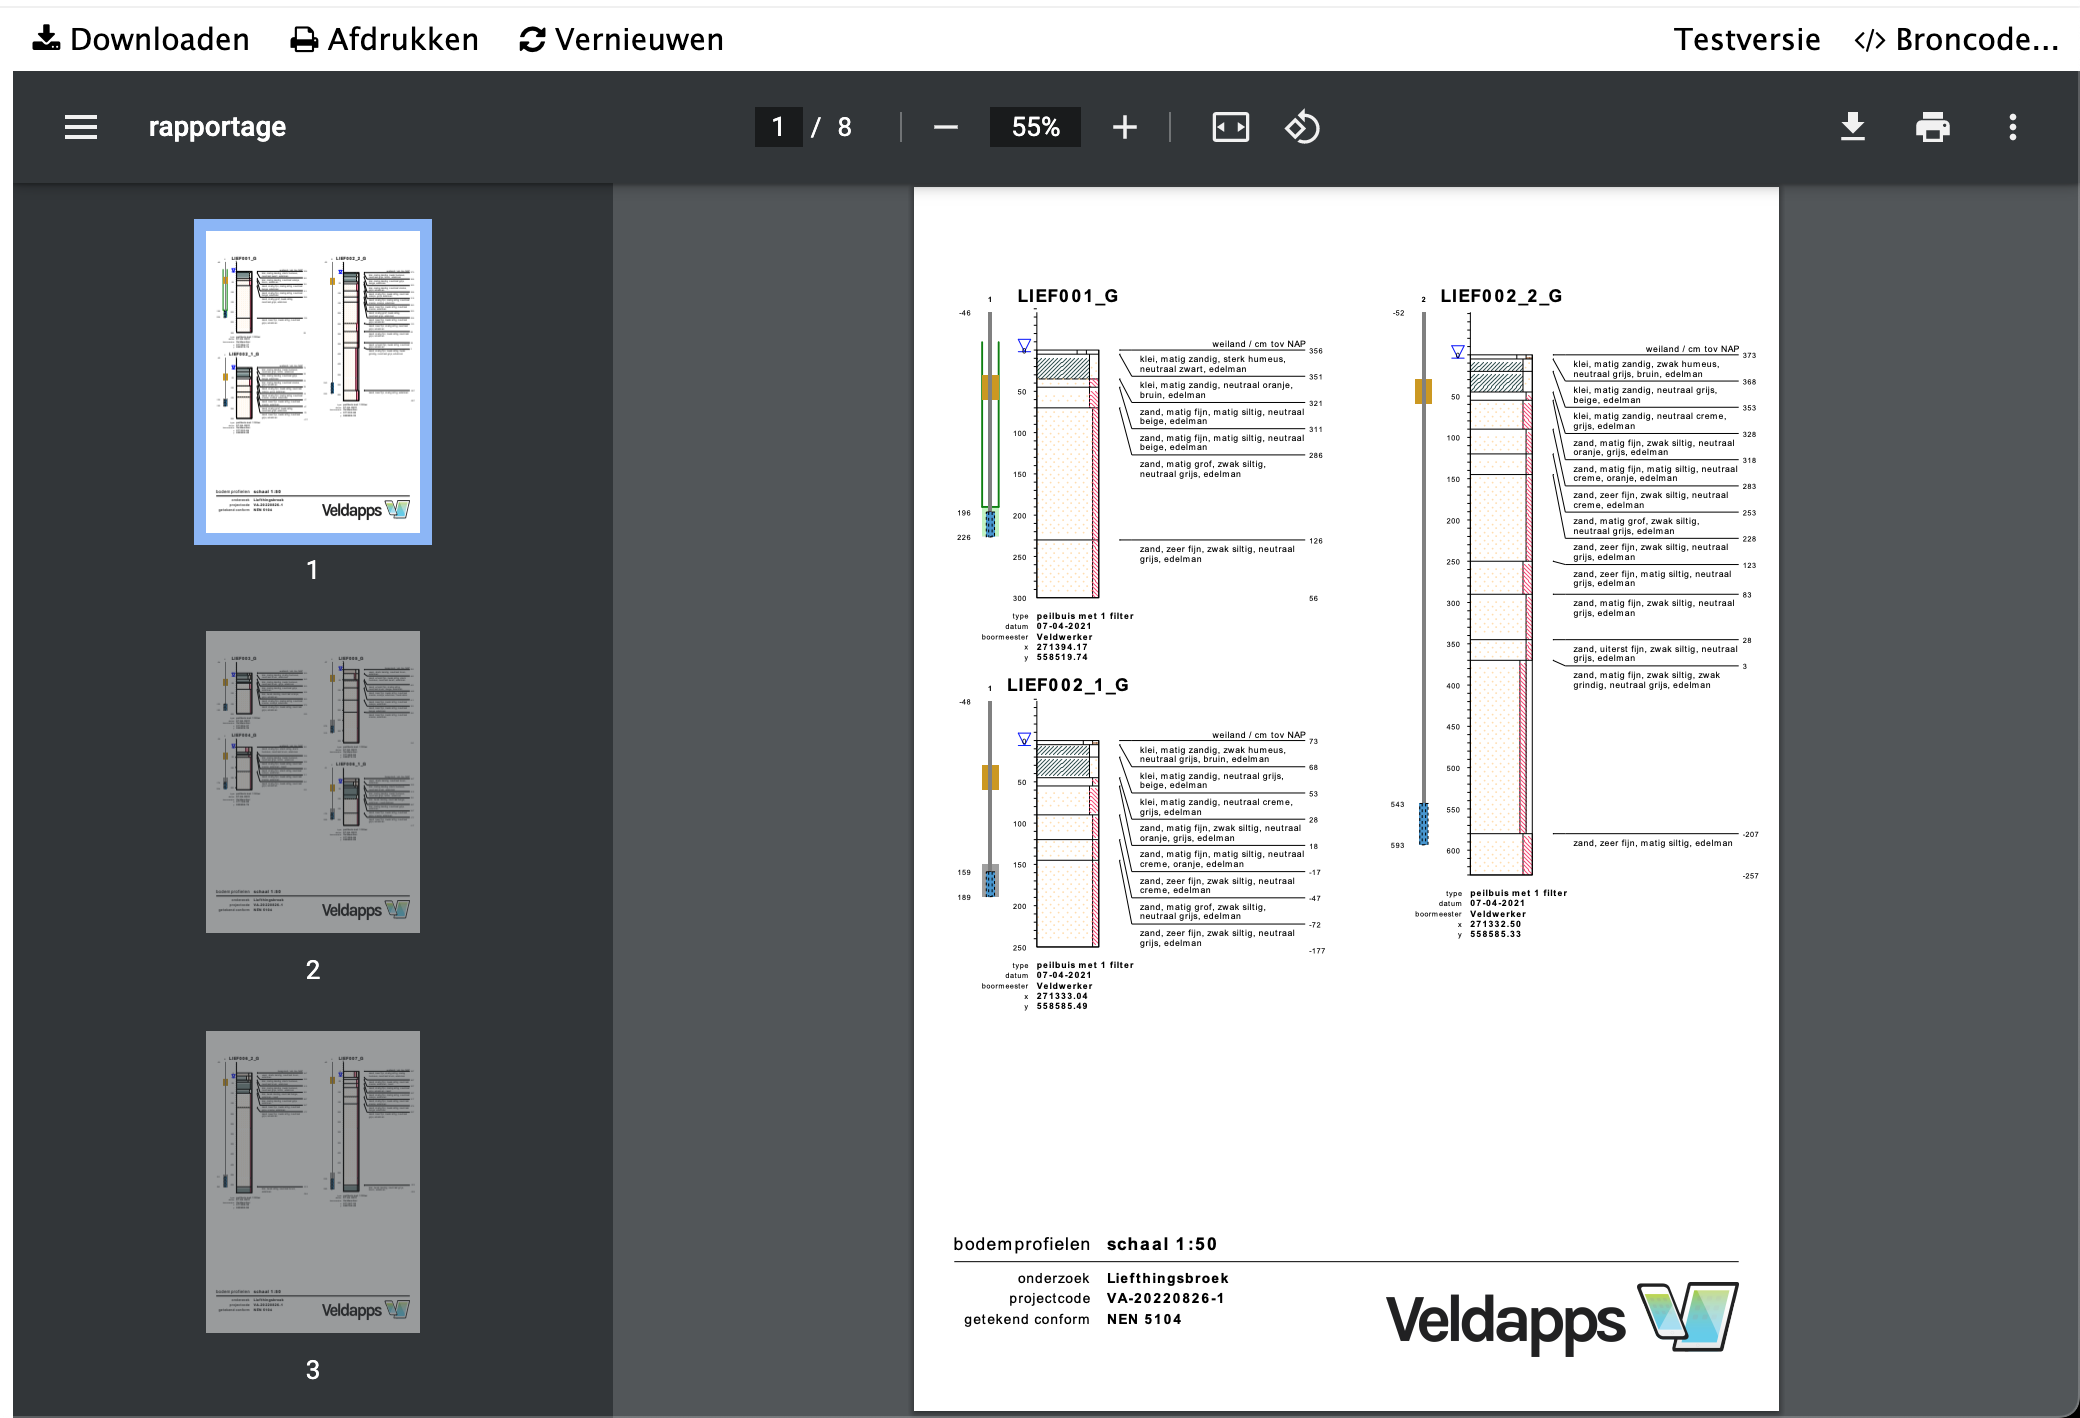 Downloaden Afdrukken Vernieuwen Testversie </> Broncode...
rapportage 1 / 8 55%
1
2
3
LIEF001_G
1
-46
weiland / cm tov NAP
356
klei, matig zandig, sterk humeus,
neutraal zwart, edelman
351
klei, matig zandig, neutraal oranje,
bruin, edelman
321
zand, matig fijn, matig siltig, neutraal
beige, edelman
311
zand, matig fijn, matig siltig, neutraal
beige, edelman
286
zand, matig grof, zwak siltig,
neutraal grijs, edelman
126
zand, zeer fijn, zwak siltig, neutraal
grijs, edelman
56
0
50
100
150
200
250
300
196
226
type peilbuis met 1 filter
datum 07-04-2021
boormeester Veldwerker
x 271394.17
y 558519.74
LIEF002_1_G
1
-48
weiland / cm tov NAP
73
klei, matig zandig, zwak humeus,
neutraal grijs, bruin, edelman
68
klei, matig zandig, neutraal grijs,
beige, edelman
53
klei, matig zandig, neutraal creme,
grijs, edelman
28
zand, matig fijn, zwak siltig, neutraal
oranje, grijs, edelman
18
zand, matig fijn, matig siltig, neutraal
creme, oranje, edelman
-17
zand, zeer fijn, zwak siltig, neutraal
creme, edelman
-47
zand, matig grof, zwak siltig,
neutraal grijs, edelman
-72
zand, zeer fijn, zwak siltig, neutraal
grijs, edelman
-177
0
50
100
150
200
250
159
189
type peilbuis met 1 filter
datum 07-04-2021
boormeester Veldwerker
x 271333.04
y 558585.49
LIEF002_2_G
2
-52
weiland / cm tov NAP
373
klei, matig zandig, zwak humeus,
neutraal grijs, bruin, edelman
368
klei, matig zandig, neutraal grijs,
beige, edelman
353
klei, matig zandig, neutraal creme,
grijs, edelman
328
zand, matig fijn, zwak siltig, neutraal
oranje, grijs, edelman
318
zand, matig fijn, matig siltig, neutraal
creme, oranje, edelman
283
zand, zeer fijn, zwak siltig, neutraal
creme, edelman
253
zand, matig grof, zwak siltig,
neutraal grijs, edelman
228
zand, zeer fijn, zwak siltig, neutraal
grijs, edelman
123
zand, zeer fijn, matig siltig, neutraal
grijs, edelman
83
zand, matig fijn, zwak siltig, neutraal
grijs, edelman
28
zand, uiterst fijn, zwak siltig, neutraal
grijs, edelman
3
zand, matig fijn, zwak siltig, zwak
grindig, neutraal grijs, edelman
-207
zand, zeer fijn, matig siltig, edelman
-257
0
50
100
150
200
250
300
350
400
450
500
550
600
543
593
type peilbuis met 1 filter
datum 07-04-2021
boormeester Veldwerker
x 271332.50
y 558585.33
bodemprofielen schaal 1:50
onderzoek Liefthingsbroek
projectcode VA-20220826-1
getekend conform NEN 5104
Veldapps